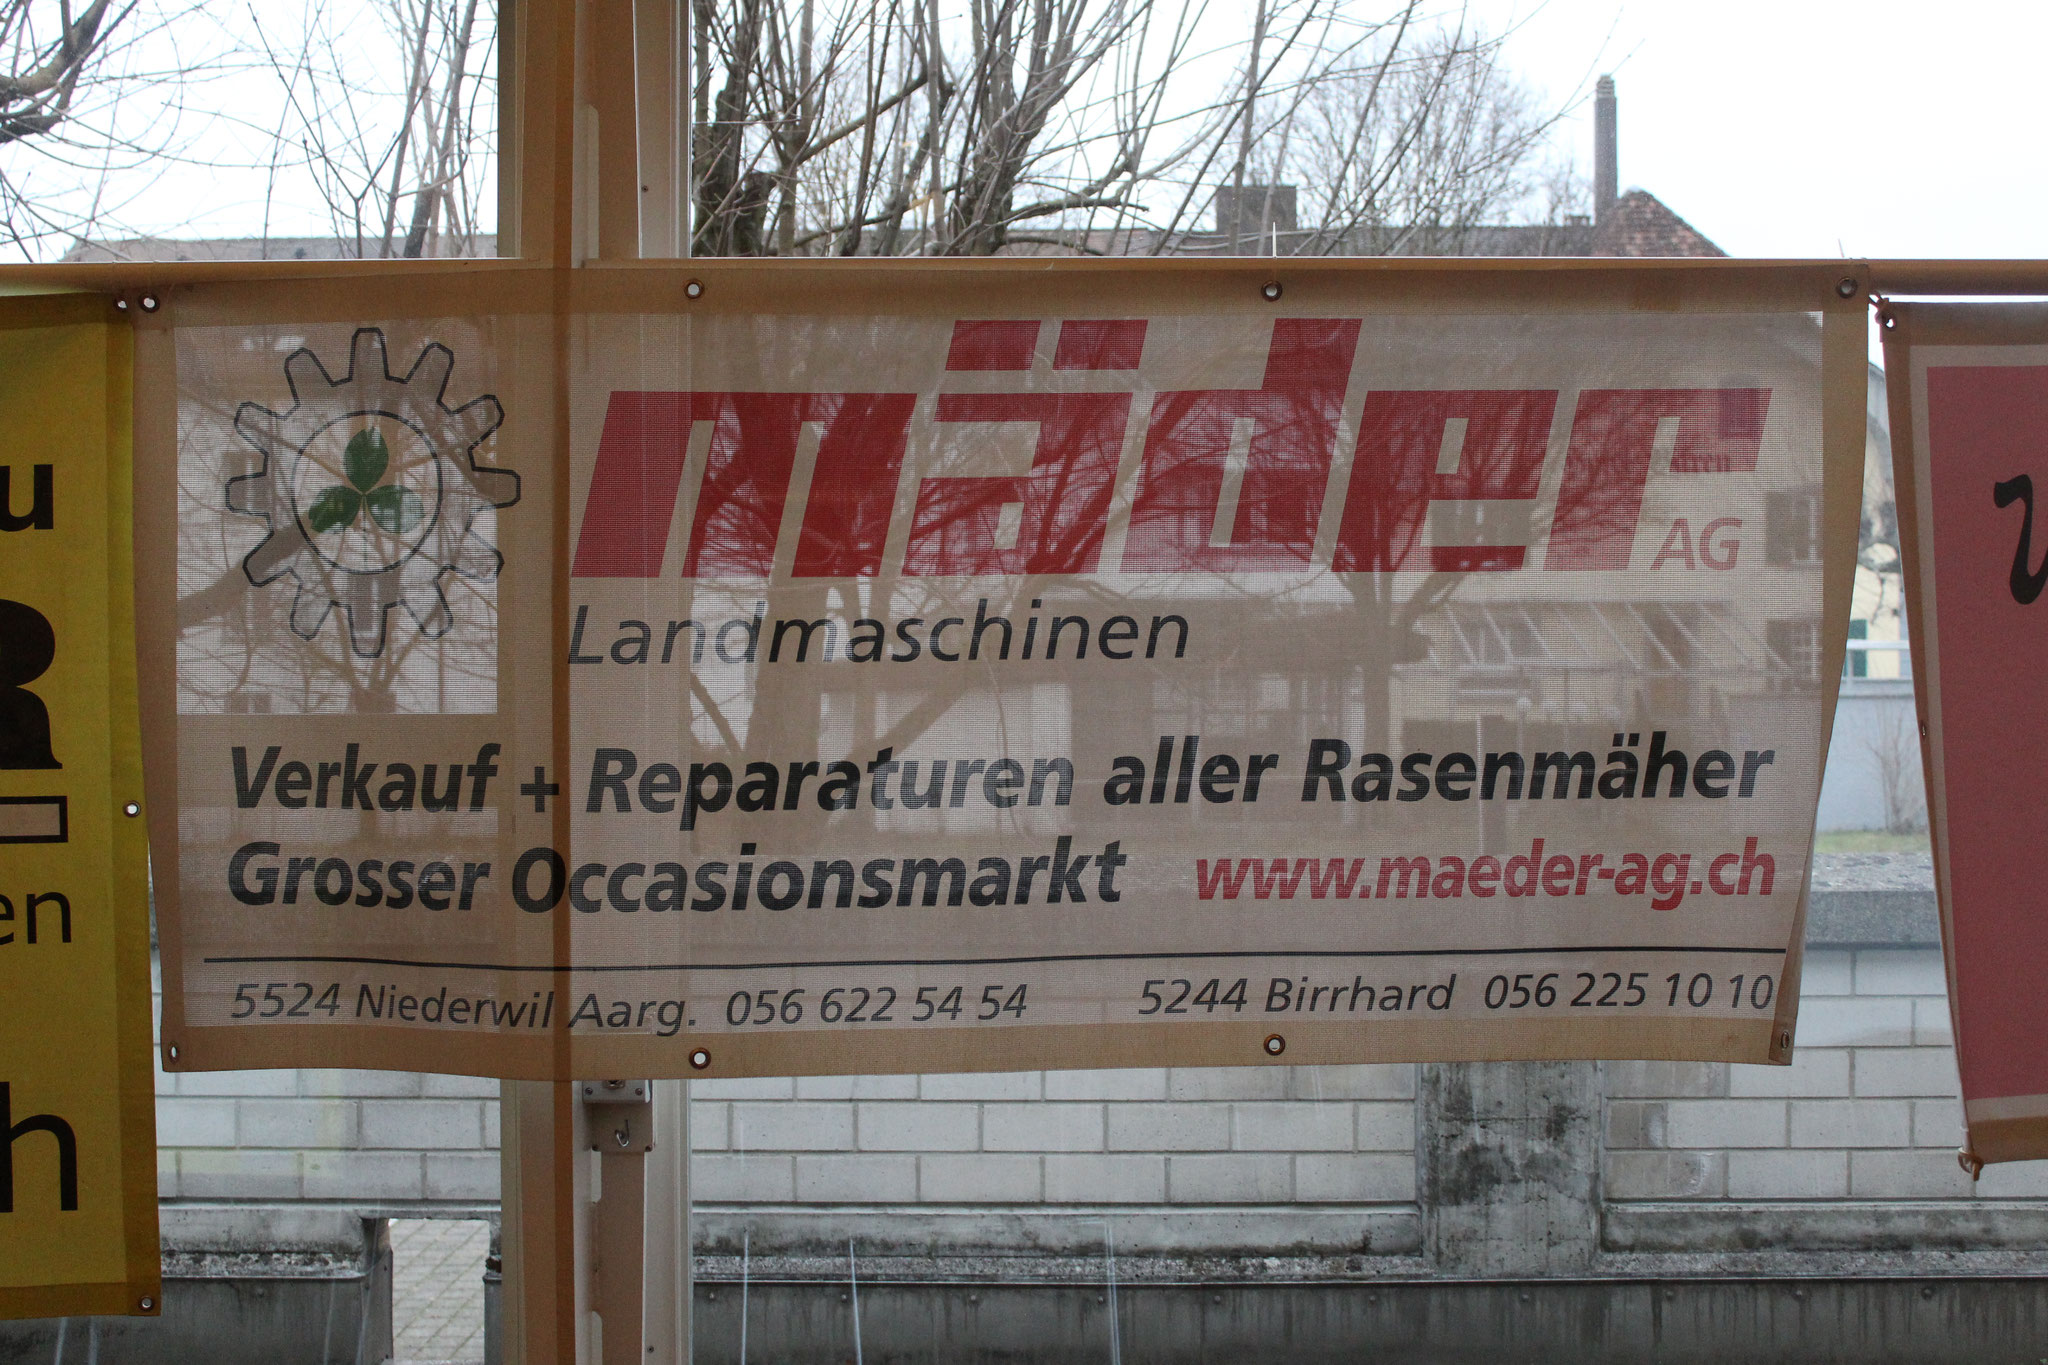 mäder AG
Landmaschinen
Verkauf + Reparaturen aller Rasenmäher
Grosser Occasionsmarkt www.maeder-ag.ch
5524 Niederwil Aarg. 056 622 54 54 5244 Birrhard 056 225 10 10
u
R
en
h